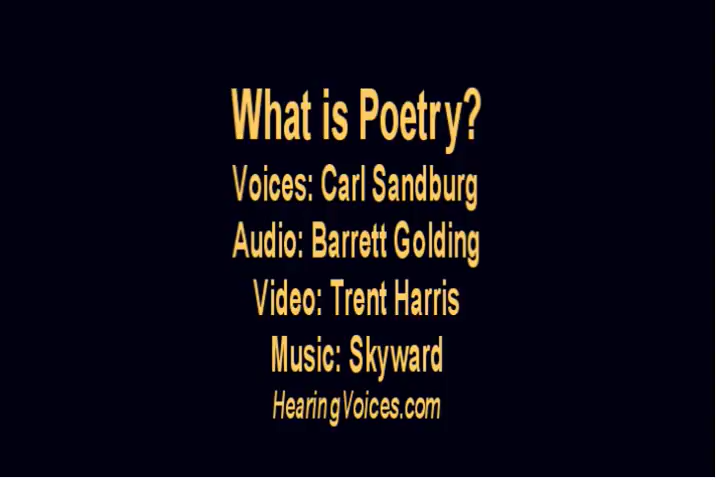 What is Poetry?
Voices: Carl Sandburg
Audio: Barrett Golding
Video: Trent Harris
Music: Skyward
HearingVoices.com